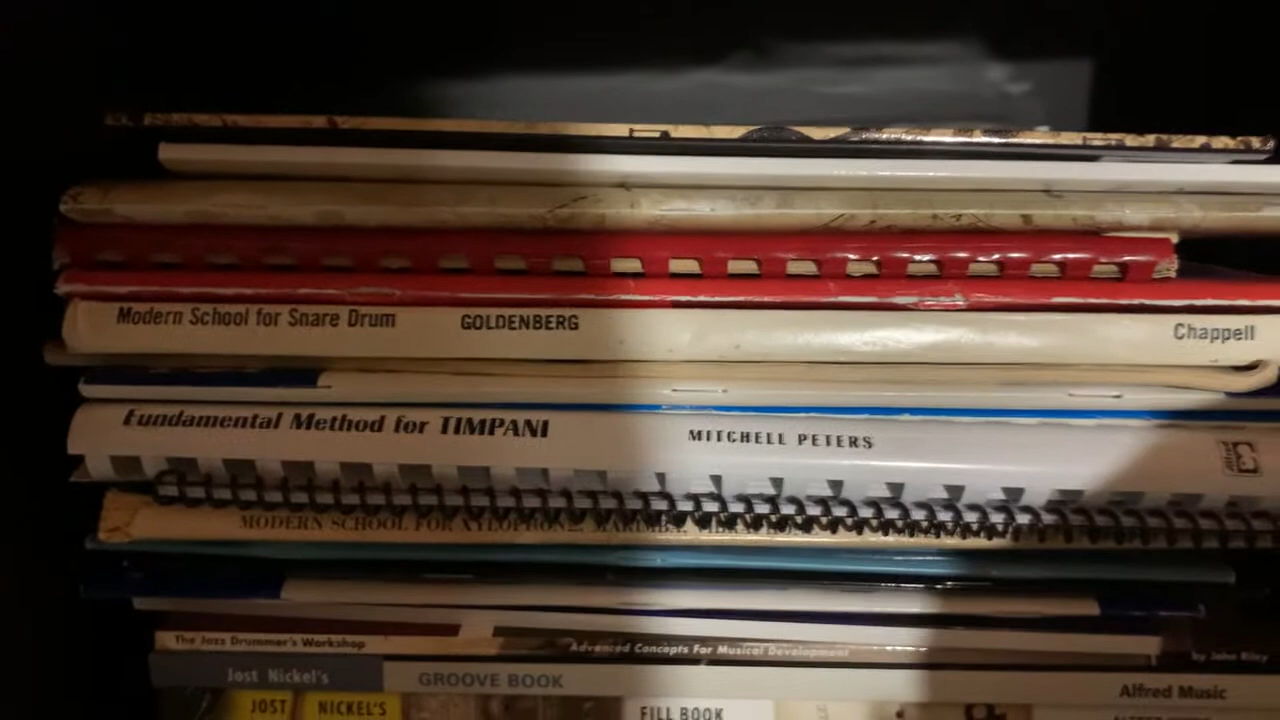 Modern School for Snare Drum GOLDENBERG Chappell
Fundamental Method for TIMPANI MITCHELL PETERS Alfred
MODERN SCHOOL FOR XYLOPHONE MARIMBA
The Jazz Drummer's Workshop Advanced Concepts For Musical Development by John Riley
Jost Nickel's GROOVE BOOK Alfred Music
JOST NICKEL'S FILL BOOK